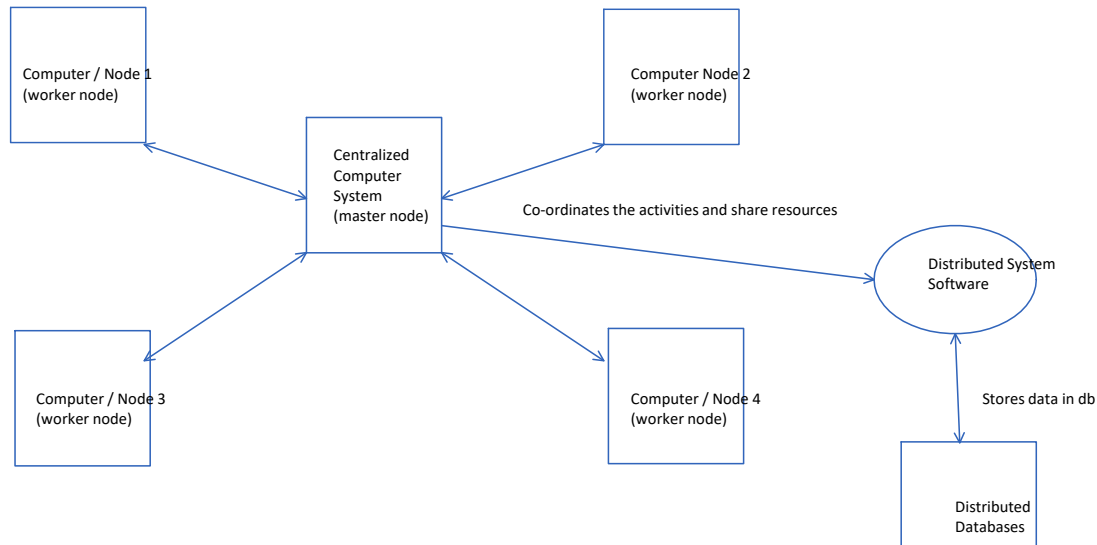 Computer / Node 1
(worker node)
Computer Node 2
(worker node)
Centralized
Computer
System
(master node)
Co-ordinates the activities and share resources
Distributed System
Software
Computer / Node 3
(worker node)
Computer / Node 4
(worker node)
Stores data in db
Distributed
Databases